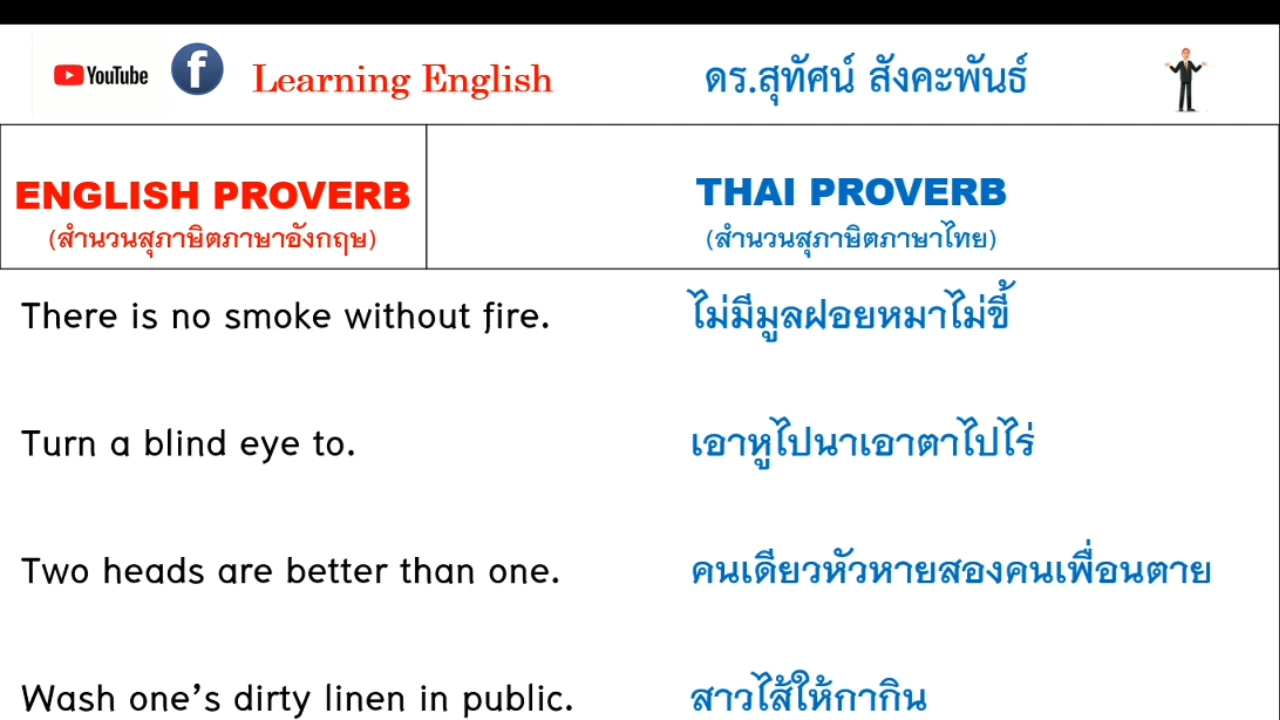 YouTube f Learning English ดร.สุทัศน์ สังคะพันธ์
ENGLISH PROVERB THAI PROVERB
(สำนวนสุภาษิตภาษาอังกฤษ) (สำนวนสุภาษิตภาษาไทย)
There is no smoke without fire. ไม่มีมูลฝอยหมาไม่ขี้
Turn a blind eye to. เอาหูไปนาเอาตาไปไร่
Two heads are better than one. คนเดียวหัวหายสองคนเพื่อนตาย
Wash one’s dirty linen in public. สาวไส้ให้กากิน